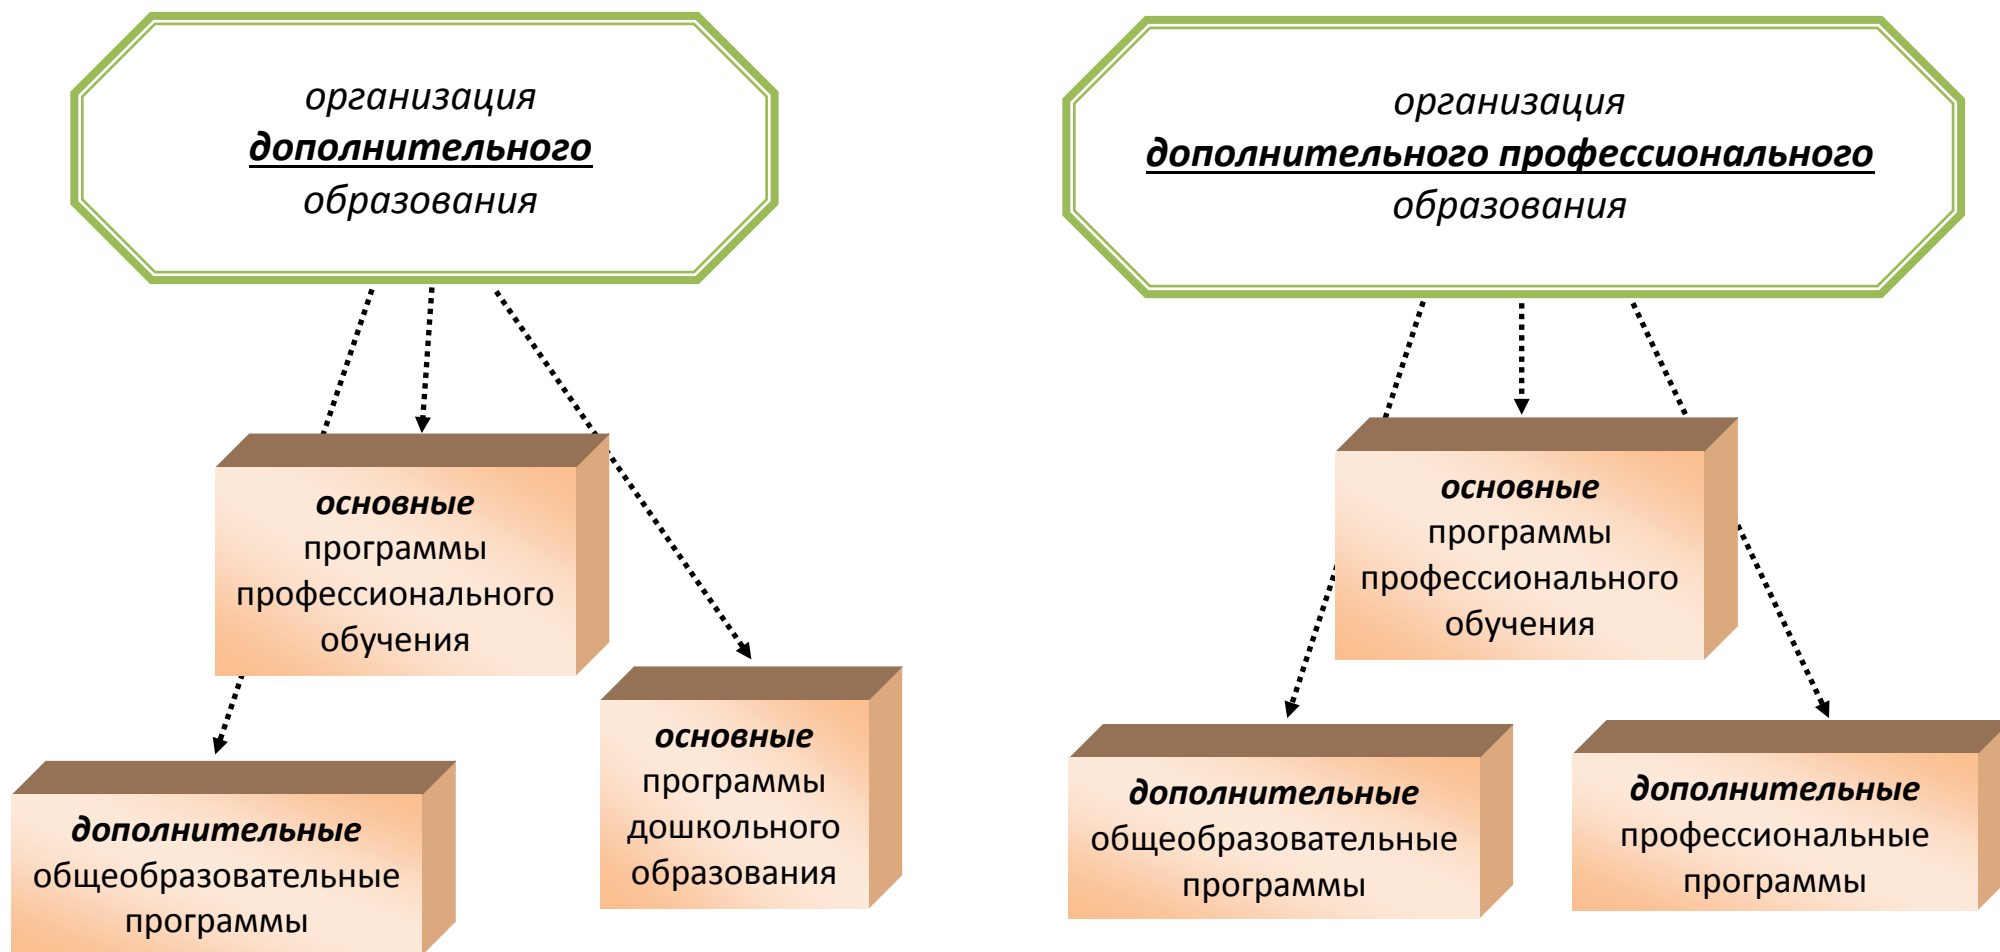 организация
дополнительного
образования
организация
дополнительного профессионального
образования
основные
программы
профессионального
обучения
основные
программы
дошкольного
образования
дополнительные
общеобразовательные
программы
основные
программы
профессионального
обучения
дополнительные
общеобразовательные
программы
дополнительные
профессиональные
программы